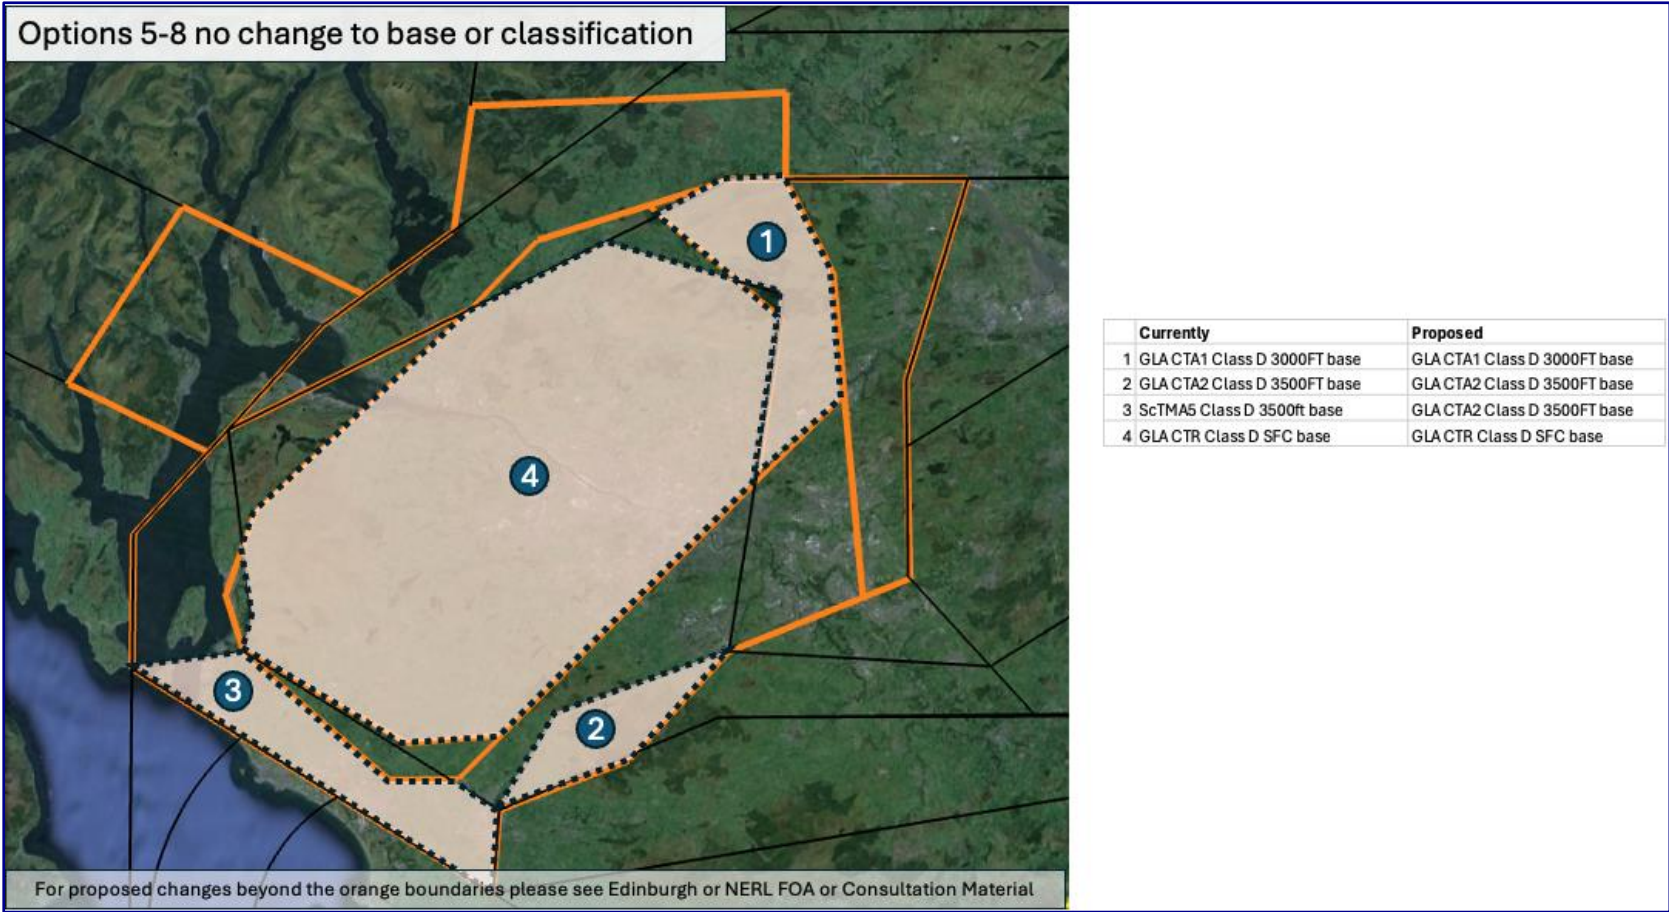 Options 5-8 no change to base or classification
1
4
3
2
For proposed changes beyond the orange boundaries please see Edinburgh or NERL FOA or Consultation Material
Currently Proposed
1 GLA CTA1 Class D 3000FT base GLA CTA1 Class D 3000FT base
2 GLA CTA2 Class D 3500FT base GLA CTA2 Class D 3500FT base
3 ScTMA5 Class D 3500ft base GLA CTA2 Class D 3500FT base
4 GLA CTR Class D SFC base GLA CTR Class D SFC base